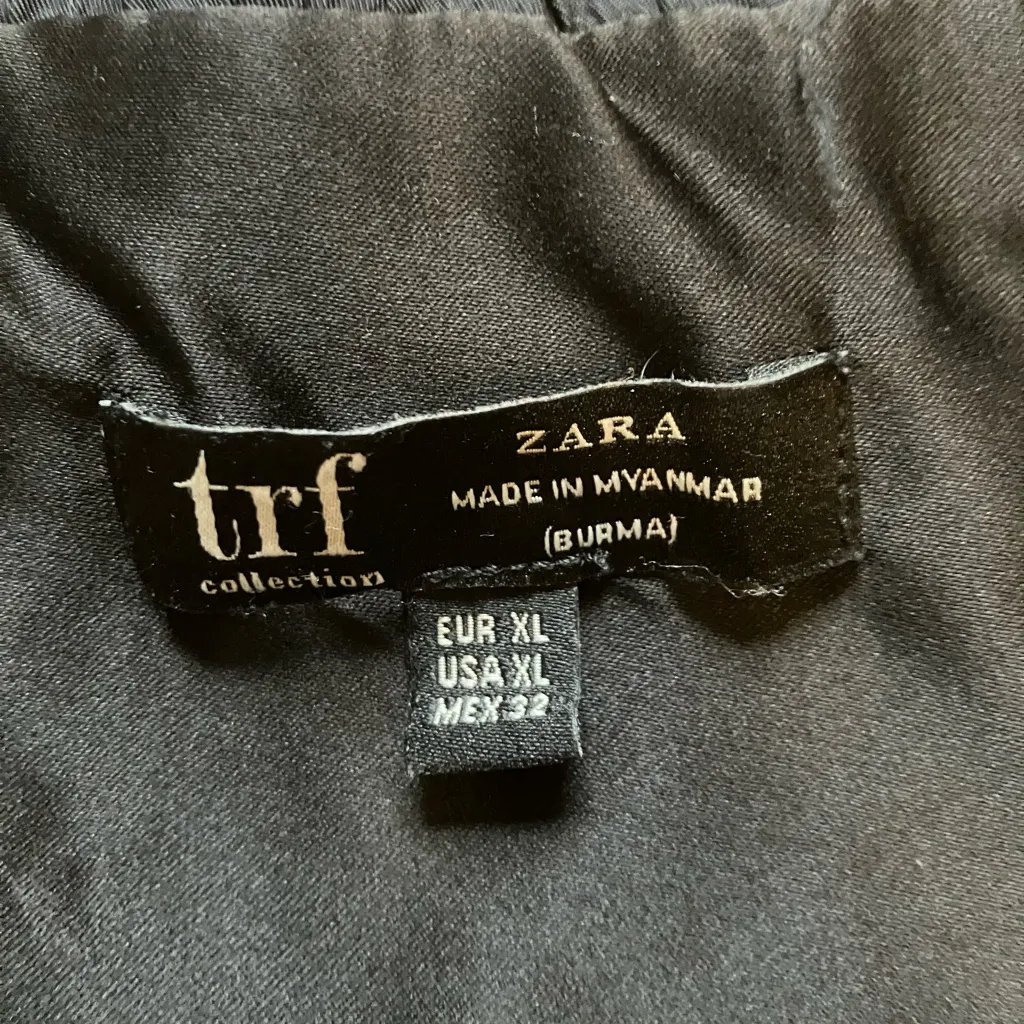 trf
collection
ZARA
MADE IN MYANMAR
(BURMA)
EUR XL
USA XL
MEX 32